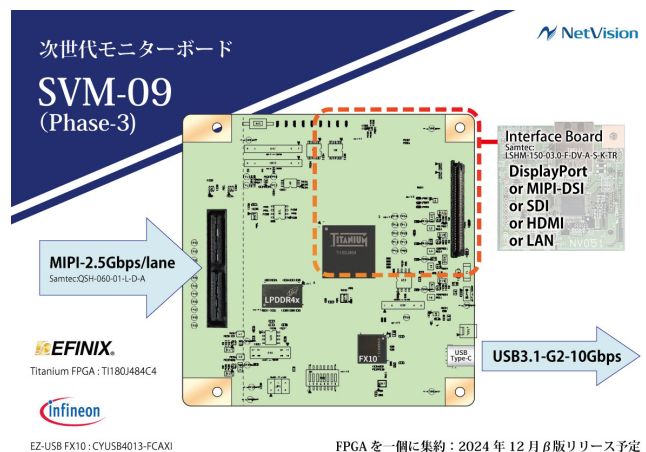 次世代モニターボード
NetVision
SVM-09
(Phase-3)
Interface Board
Samtec:
LSHM-150-03.0-F-DV-A-S-K-TR
DisplayPort
or MIPI-DSI
or SDI
or HDMI
or LAN
NV051
TITANIUM
TI180J484
MIPI-2.5Gbps/lane
Samtec:QSH-060-01-L-D-A
LPDDR4x
FX10
USB
Type-C
USB3.1-G2-10Gbps
EFINIX.
Titanium FPGA : TI180J484C4
infineon
EZ-USB FX10 : CYUSB4013-FCAXI
FPGA を一個に集約：2024 年 12 月 β 版リリース予定